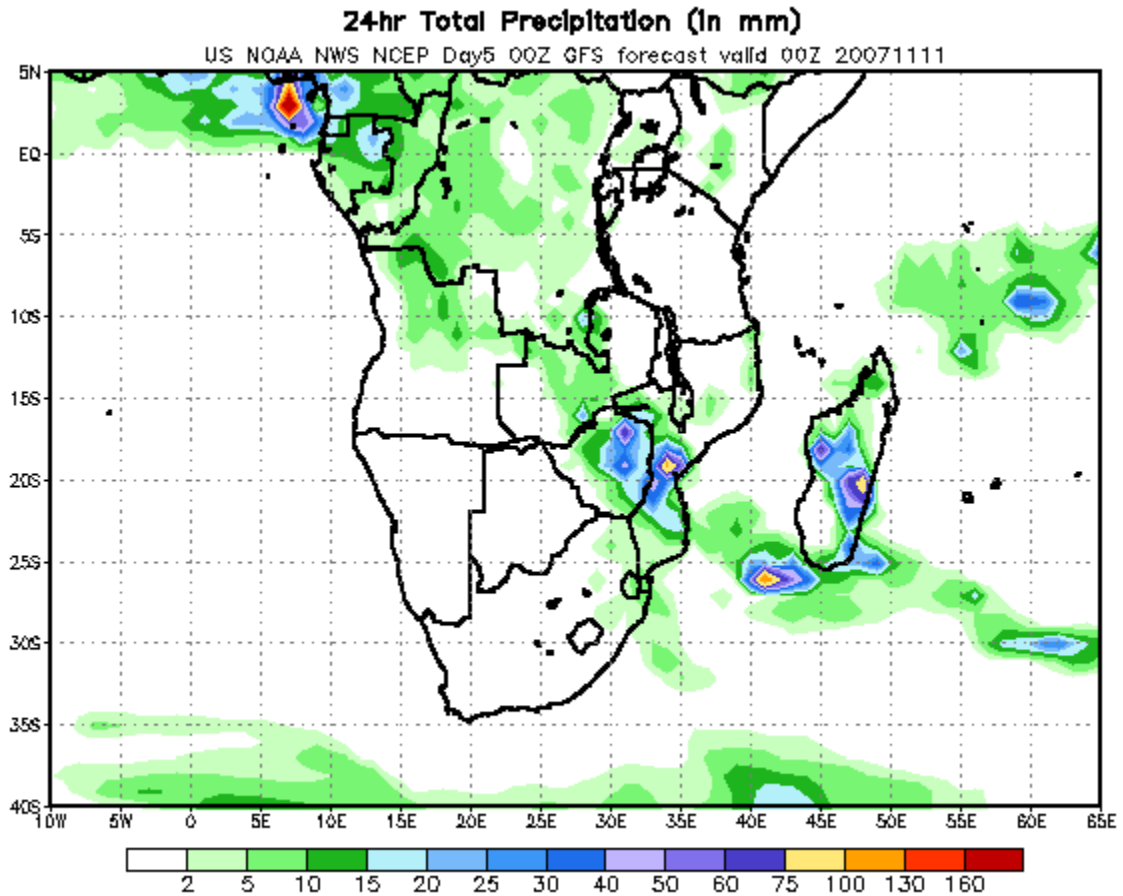 24hr Total Precipitation (in mm)
US NOAA NWS NCEP Day5 00Z GFS forecast valid 00Z 20071111
5N
EQ
5S
10S
15S
20S
25S
30S
35S
40S
10W 5W 0 5E 10E 15E 20E 25E 30E 35E 40E 45E 50E 55E 60E 65E
2 5 10 15 20 25 30 40 50 60 75 100 130 160